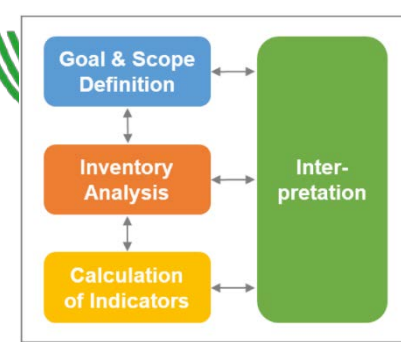 Goal & Scope
Definition
Inventory
Analysis
Calculation
of Indicators
Inter-
pretation